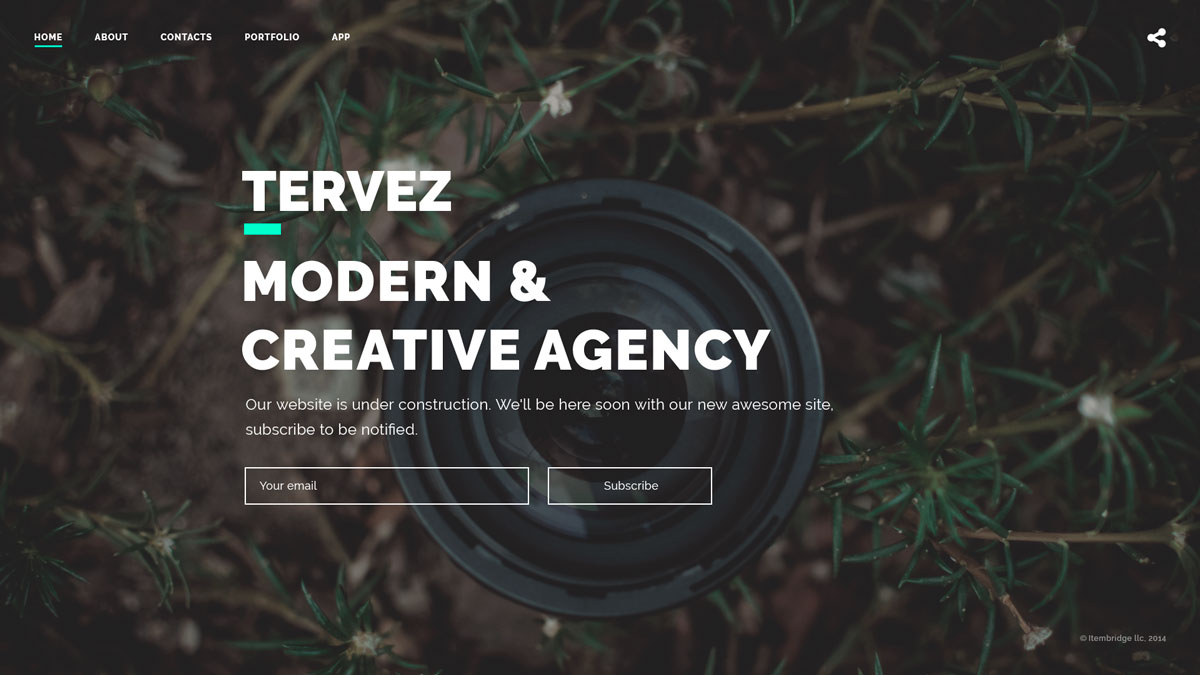 HOME ABOUT CONTACTS PORTFOLIO APP
TERVEZ
MODERN &
CREATIVE AGENCY
Our website is under construction. We'll be here soon with our new awesome site,
subscribe to be notified.
Your email Subscribe
© Itembridge llc, 2014